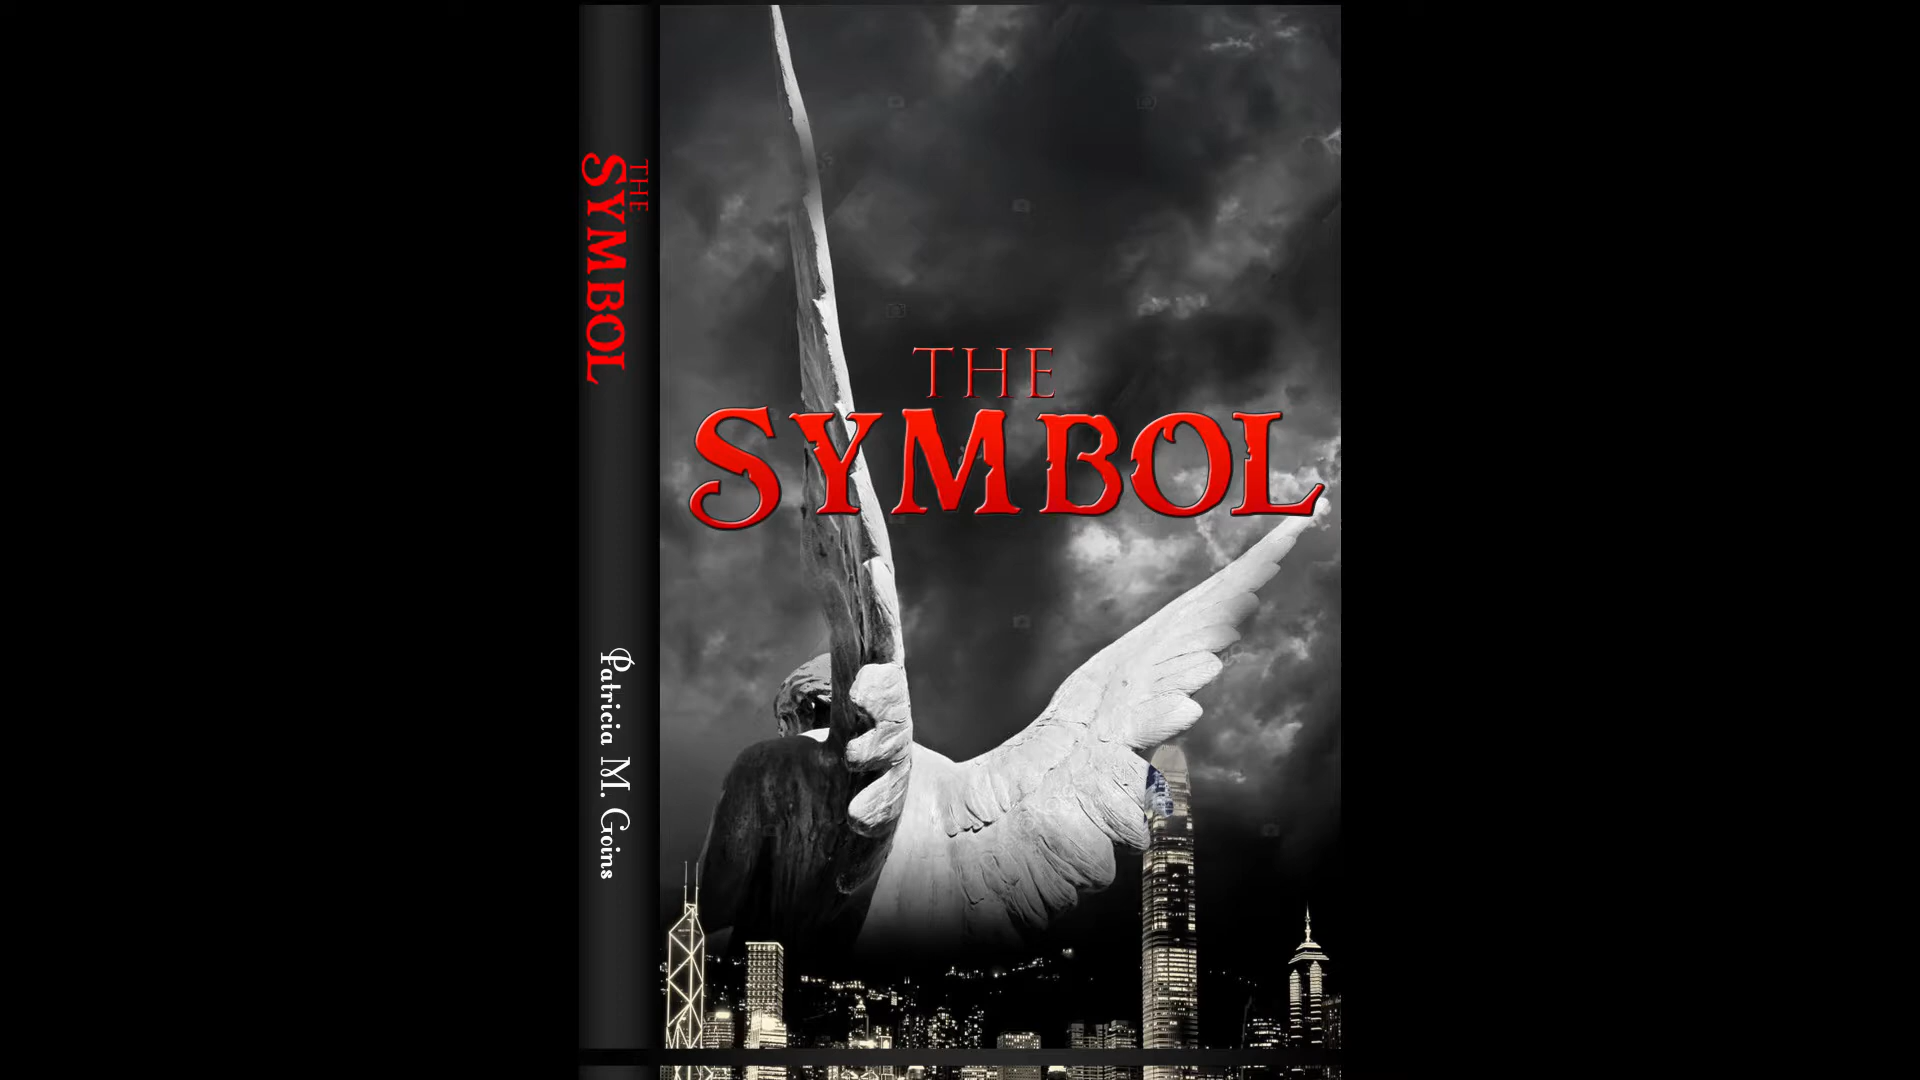 THE
SYMBOL
Patricia M. Goins
THE
SYMBOL